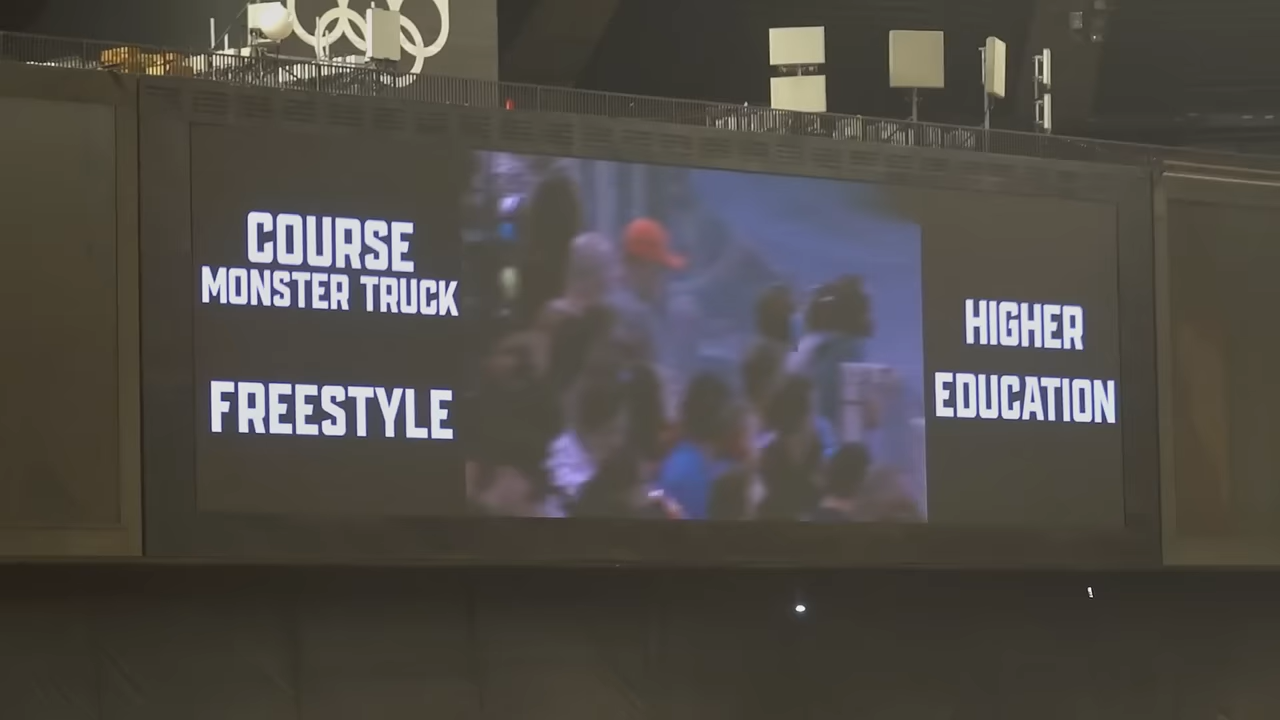 COURSE
MONSTER TRUCK
FREESTYLE
HIGHER
EDUCATION